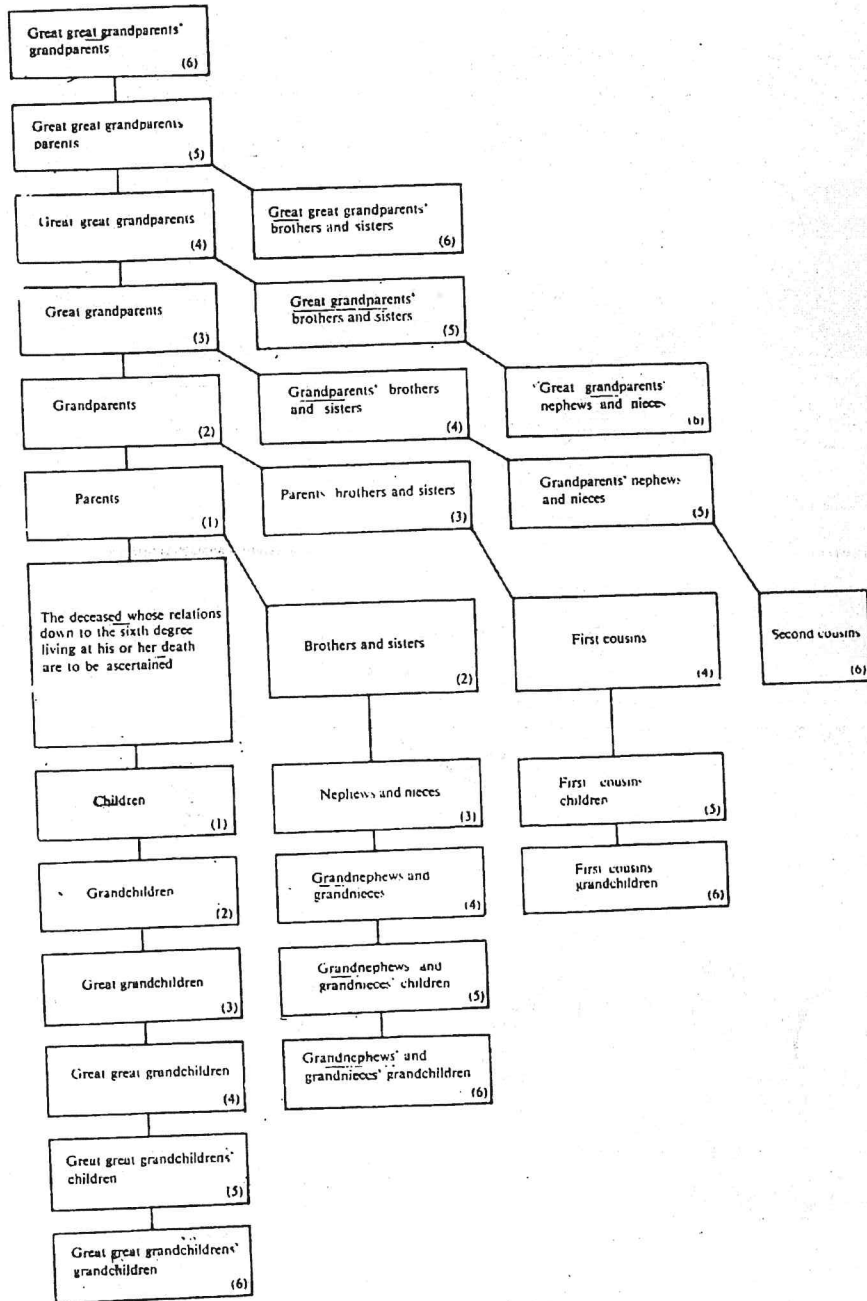 Great great grandparents'
grandparents
(6)
Great great grandparents
parents
(5)
Great great grandparents
(4)
Great great grandparents'
brothers and sisters
(6)
Great grandparents
(3)
Great grandparents'
brothers and sisters
(5)
Grandparents
(2)
Grandparents' brothers
and sisters
(4)
Great grandparents'
nephews and nieces
(6)
Parents
(1)
Parents brothers and sisters
(3)
Grandparents' nephews
and nieces
(5)
The deceased whose relations
down to the sixth degree
living at his or her death
are to be ascertained
Brothers and sisters
(2)
First cousins
(4)
Second cousins
(6)
Children
(1)
Nephews and nieces
(3)
First cousins
children
(5)
Grandchildren
(2)
Grandnephews and
grandnieces
(4)
First cousins
grandchildren
(6)
Great grandchildren
(3)
Grandnephews and
grandnieces' children
(5)
Great great grandchildren
(4)
Grandnephews' and
grandnieces' grandchildren
(6)
Great great grandchildrens'
children
(5)
Great great grandchildrens'
grandchildren
(6)